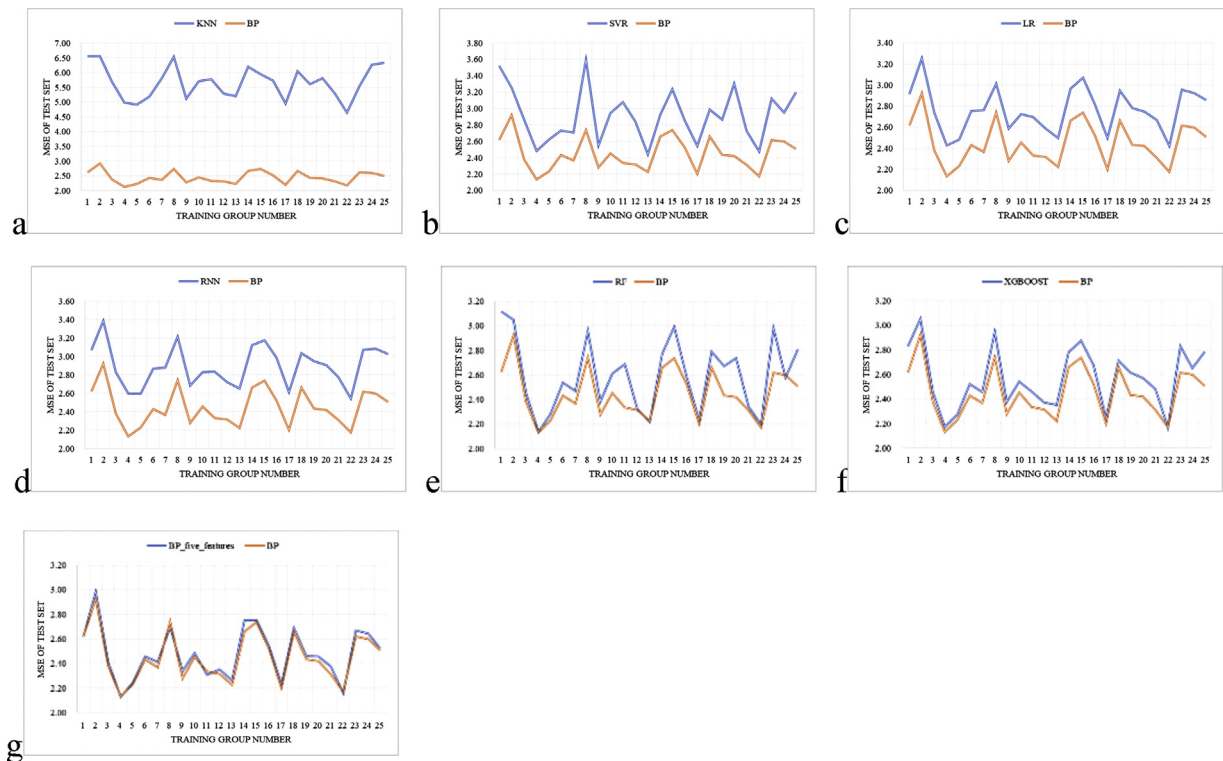 KNN BP
MSE OF TEST SET
7.00
6.50
6.00
5.50
5.00
4.50
4.00
3.50
3.00
2.50
2.00
1 2 3 4 5 6 7 8 9 10 11 12 13 14 15 16 17 18 19 20 21 22 23 24 25
TRAINING GROUP NUMBER
a
SVR BP
MSE OF TEST SET
3.80
3.60
3.40
3.20
3.00
2.80
2.60
2.40
2.20
2.00
1 2 3 4 5 6 7 8 9 10 11 12 13 14 15 16 17 18 19 20 21 22 23 24 25
TRAINING GROUP NUMBER
b
LR BP
MSE OF TEST SET
3.40
3.20
3.00
2.80
2.60
2.40
2.20
2.00
1 2 3 4 5 6 7 8 9 10 11 12 13 14 15 16 17 18 19 20 21 22 23 24 25
TRAINING GROUP NUMBER
c
RNN BP
MSE OF TEST SET
3.60
3.40
3.20
3.00
2.80
2.60
2.40
2.20
2.00
1 2 3 4 5 6 7 8 9 10 11 12 13 14 15 16 17 18 19 20 21 22 23 24 25
TRAINING GROUP NUMBER
d
RF BP
MSE OF TEST SET
3.20
3.00
2.80
2.60
2.40
2.20
2.00
1 2 3 4 5 6 7 8 9 10 11 12 13 14 15 16 17 18 19 20 21 22 23 24 25
TRAINING GROUP NUMBER
e
XGBOOST BP
MSE OF TEST SET
3.20
3.00
2.80
2.60
2.40
2.20
2.00
1 2 3 4 5 6 7 8 9 10 11 12 13 14 15 16 17 18 19 20 21 22 23 24 25
TRAINING GROUP NUMBER
f
BP_five_features BP
MSE OF TEST SET
3.20
3.00
2.80
2.60
2.40
2.20
2.00
1 2 3 4 5 6 7 8 9 10 11 12 13 14 15 16 17 18 19 20 21 22 23 24 25
TRAINING GROUP NUMBER
g